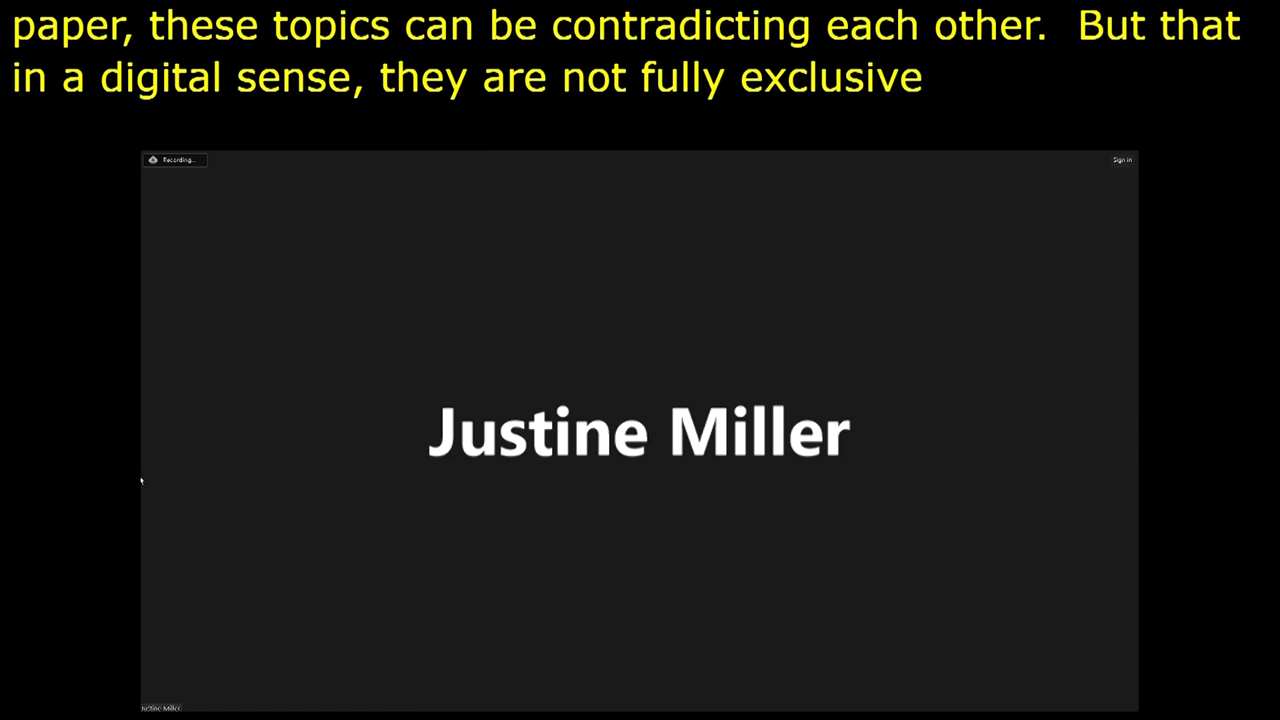 paper, these topics can be contradicting each other.  But that
in a digital sense, they are not fully exclusive
Recording...
Sign in
Justine Miller
Justine Miller